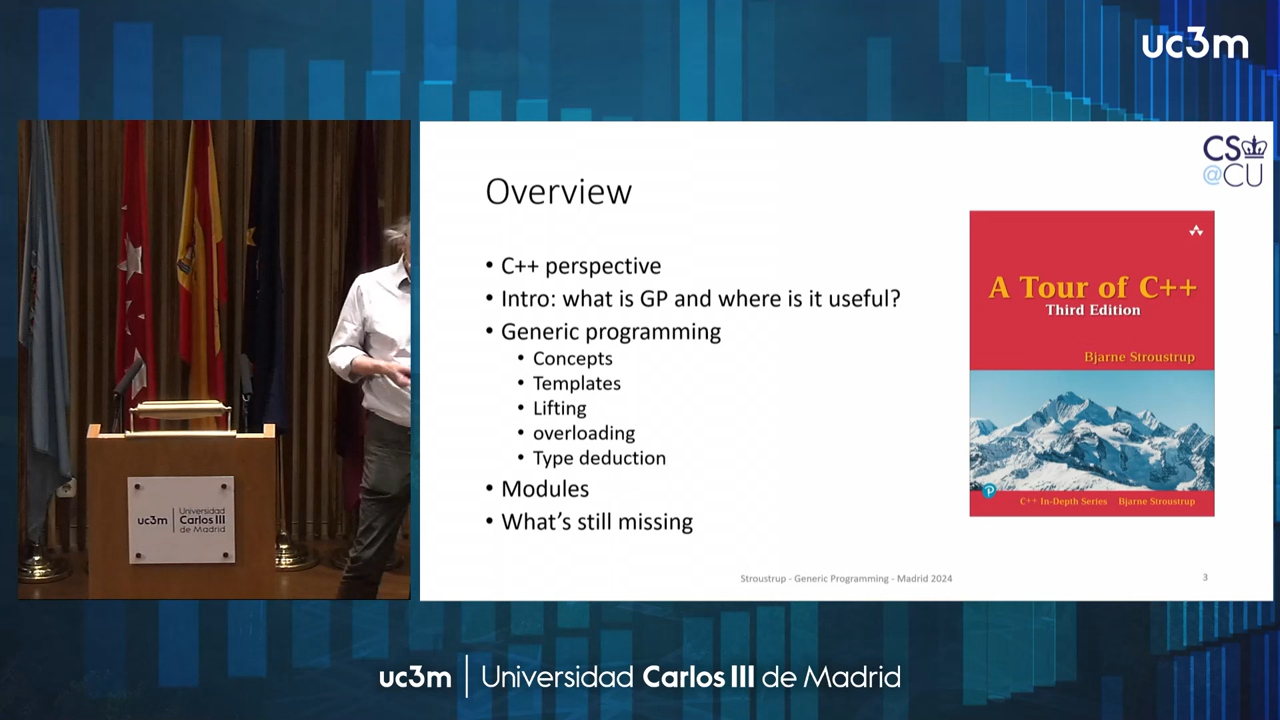 uc3m
CS
@CU
Overview
• C++ perspective
• Intro: what is GP and where is it useful?
• Generic programming
• Concepts
• Templates
• Lifting
• overloading
• Type deduction
• Modules
• What's still missing
A Tour of C++
Third Edition
Bjarne Stroustrup
C++ In-Depth Series Bjarne Stroustrup
Stroustrup - Generic Programming - Madrid 2024
3
uc3m
Universidad
Carlos III
de Madrid
uc3m | Universidad Carlos III de Madrid